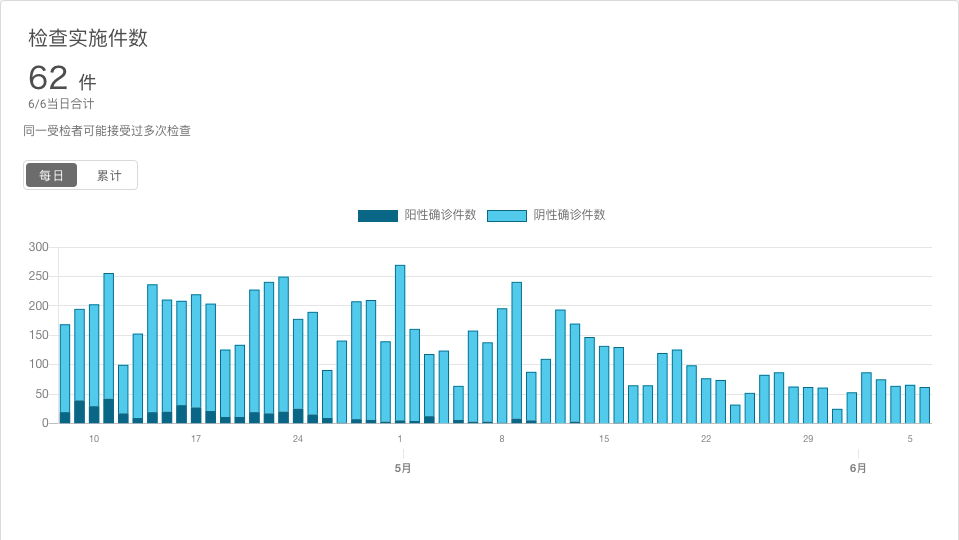 检查实施件数
62 件
6/6当日合计
同一受检者可能接受过多次检查
每日 累计
阳性确诊件数 阴性确诊件数
300
250
200
150
100
50
0
10 17 24 1 8 15 22 29 5
5月 6月